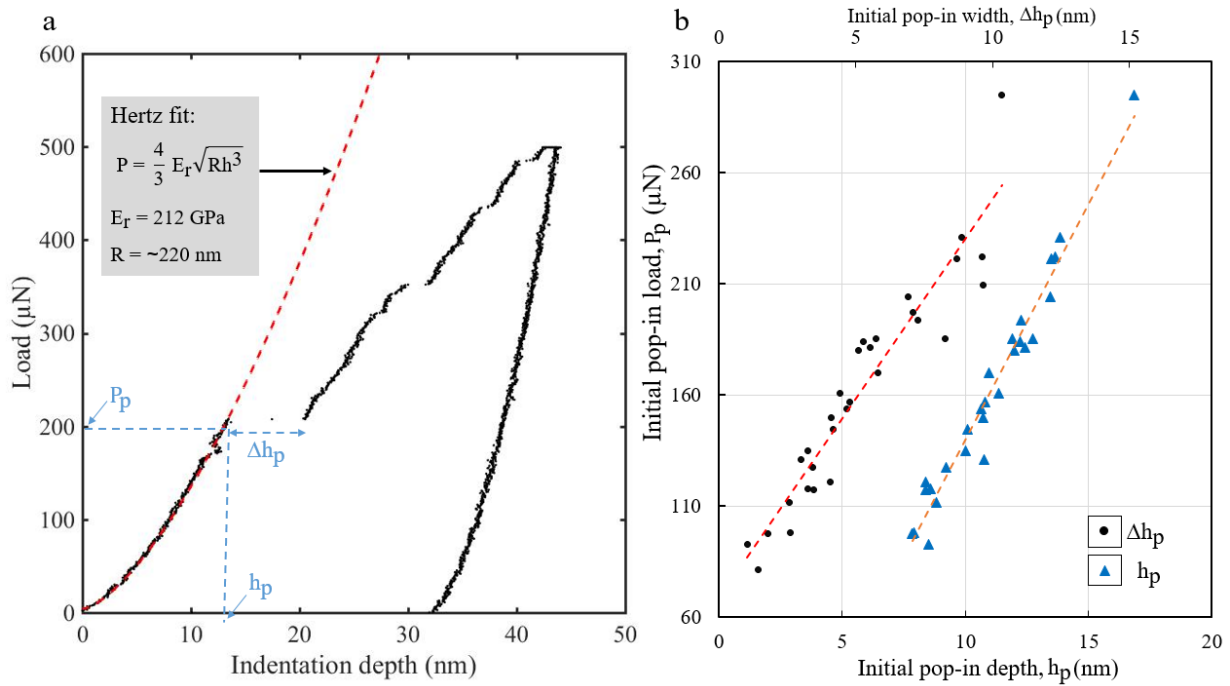 a
600
500
400
300
200
100
0
Load (μN)
Hertz fit:
P = 4/3 Er√Rh³
Er = 212 GPa
R = ~220 nm
Pp
Δhp
hp
0 10 20 30 40 50
Indentation depth (nm)
b
Initial pop-in width, Δhp (nm)
0 5 10 15
310
260
210
160
110
60
Initial pop-in load, Pp (μN)
Δhp
hp
0 5 10 15 20
Initial pop-in depth, hp (nm)